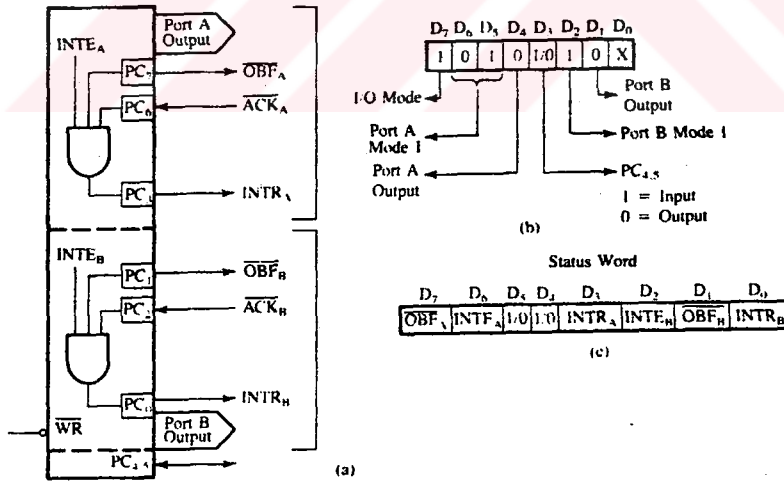 Port A
Output
INTE_A
PC_7
OBF_A
PC_6
ACK_A
INTR_A
INTE_B
PC_1
OBF_B
PC_2
ACK_B
PC_0
INTR_B
WR
Port B
Output
PC_4,5
(a)
D_7 D_6 D_5 D_4 D_3 D_2 D_1 D_0
1 0 1 0 I/0 1 0 X
I/O Mode
Port A
Mode 1
Port A
Output
Port B
Output
Port B Mode 1
PC_4,5
1 = Input
0 = Output
(b)
Status Word
D_7 D_6 D_5 D_4 D_3 D_2 D_1 D_0
OBF_A INTE_A I/0 I/0 INTR_A INTE_B OBF_B INTR_B
(c)